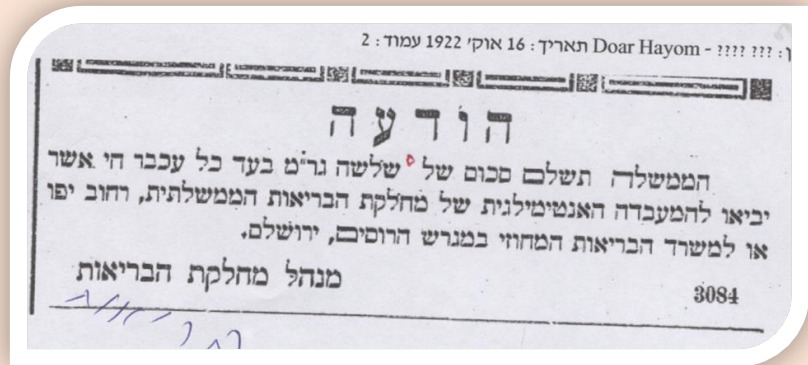 ן: ??? ???? - Doar Hayom תאריך: 16 אוק' 1922 עמוד: 2
הודעה
הממשלה תשלם סכום של שלשה גר"מ בעד כל עכבר חי אשר
יביאו להמעבדה האנטימילגית של מחלקת הבריאות הממשלתית, רחוב יפו
או למשרד הבריאות המחוזי במגרש הרוסים, ירושלם.
מנהל מחלקת הבריאות
3084